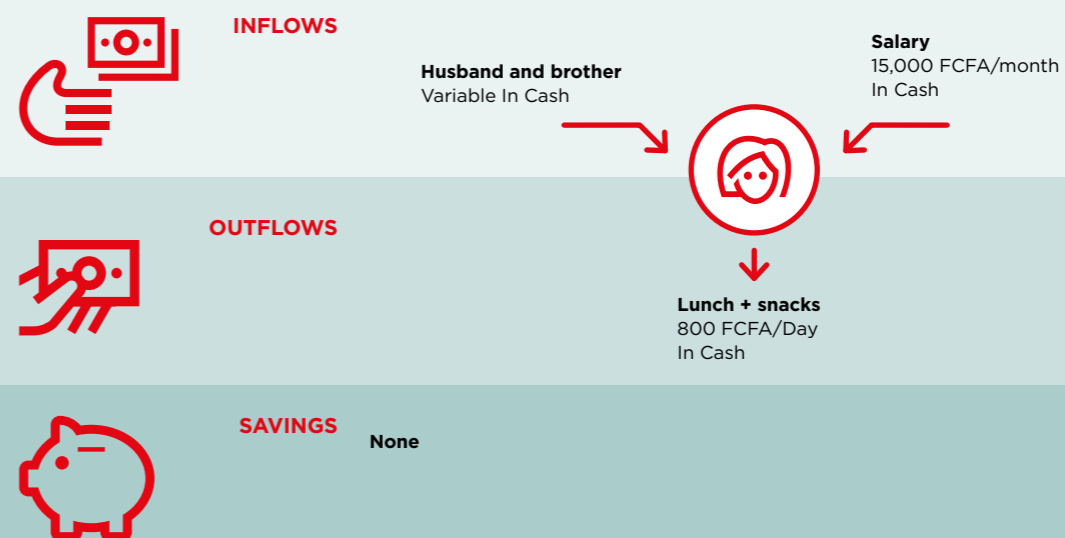 INFLOWS
Husband and brother
Variable In Cash
Salary
15,000 FCFA/month
In Cash
OUTFLOWS
Lunch + snacks
800 FCFA/Day
In Cash
SAVINGS
None